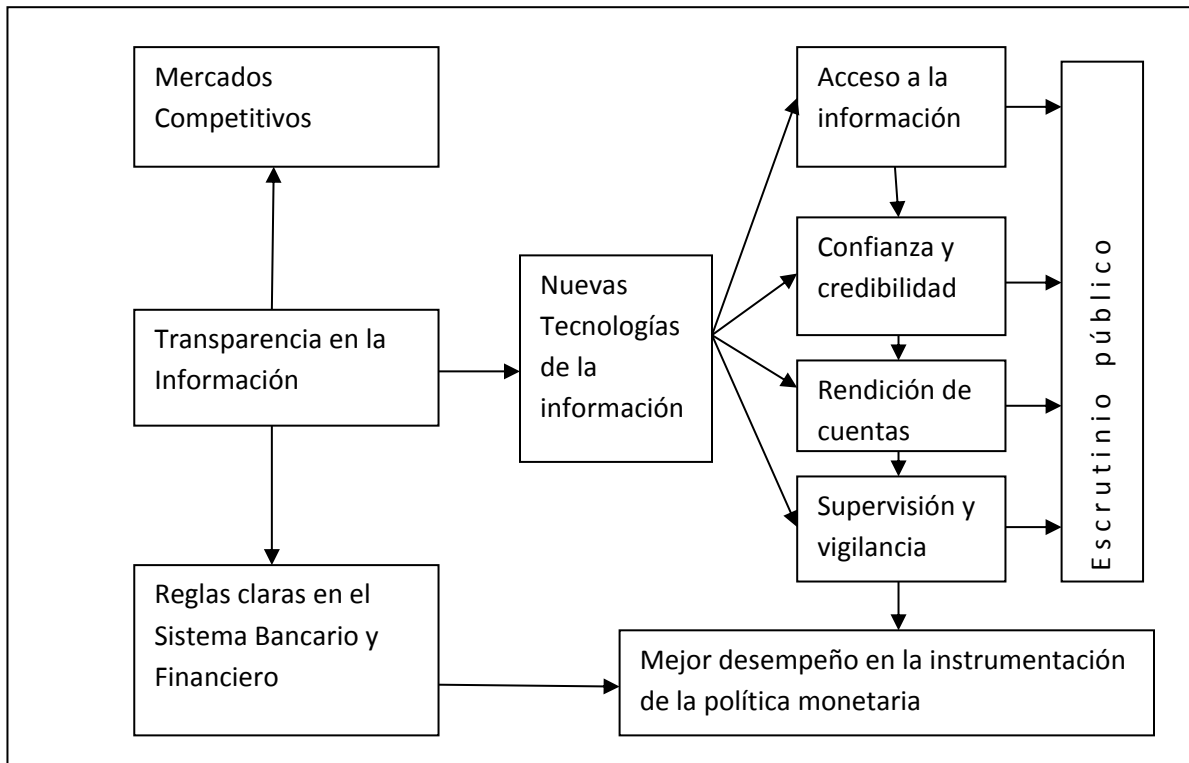 Mercados
Competitivos
Acceso a la
información
Confianza y
credibilidad
Nuevas
Tecnologías
de la
información
Transparencia en la
Información
Rendición de
cuentas
Supervisión y
vigilancia
Escrutinio público
Reglas claras en el
Sistema Bancario y
Financiero
Mejor desempeño en la instrumentación
de la política monetaria